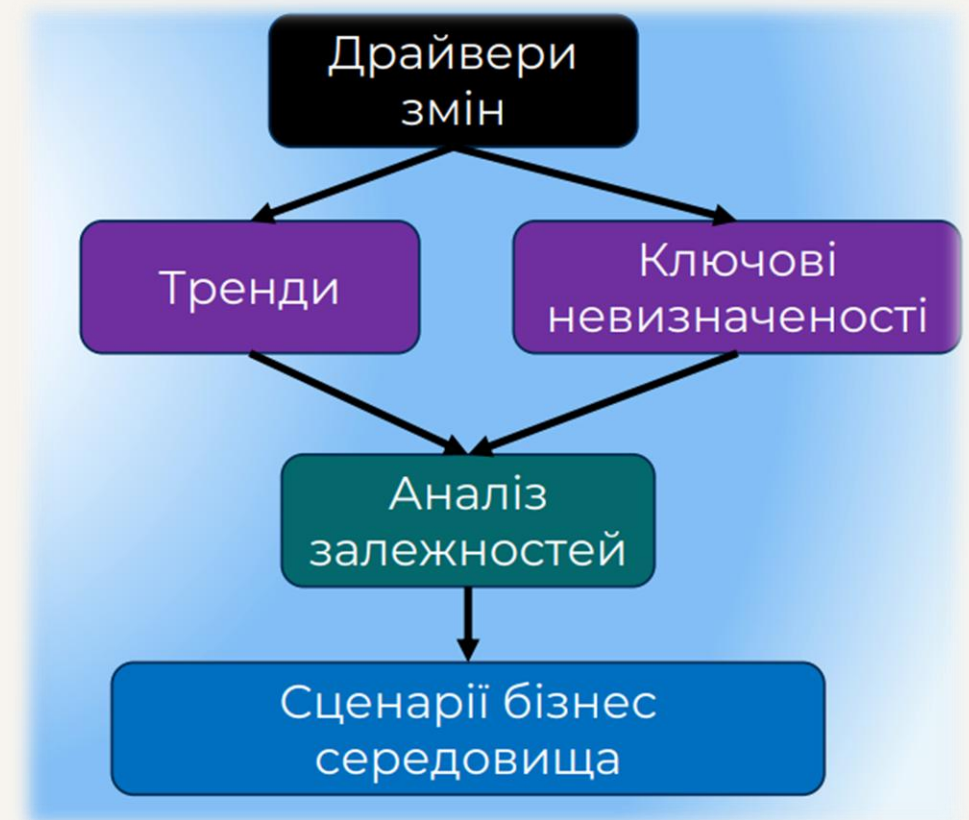 Драйвери
змін
Тренди
Ключові
невизначеності
Аналіз
залежностей
Сценарії бізнес
середовища